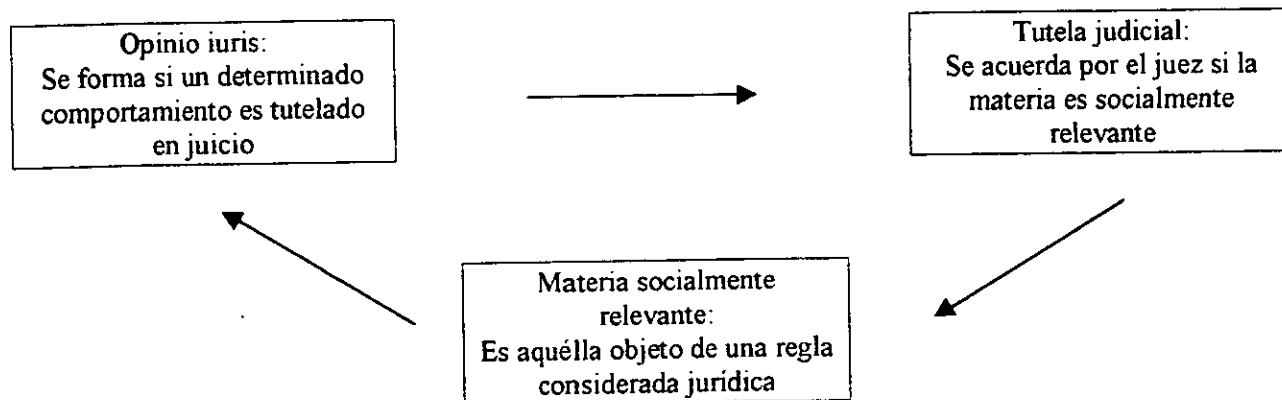 Opinio iuris:
Se forma si un determinado
comportamiento es tutelado
en juicio
Tutela judicial:
Se acuerda por el juez si la
materia es socialmente
relevante
Materia socialmente
relevante:
Es aquélla objeto de una regla
considerada jurídica